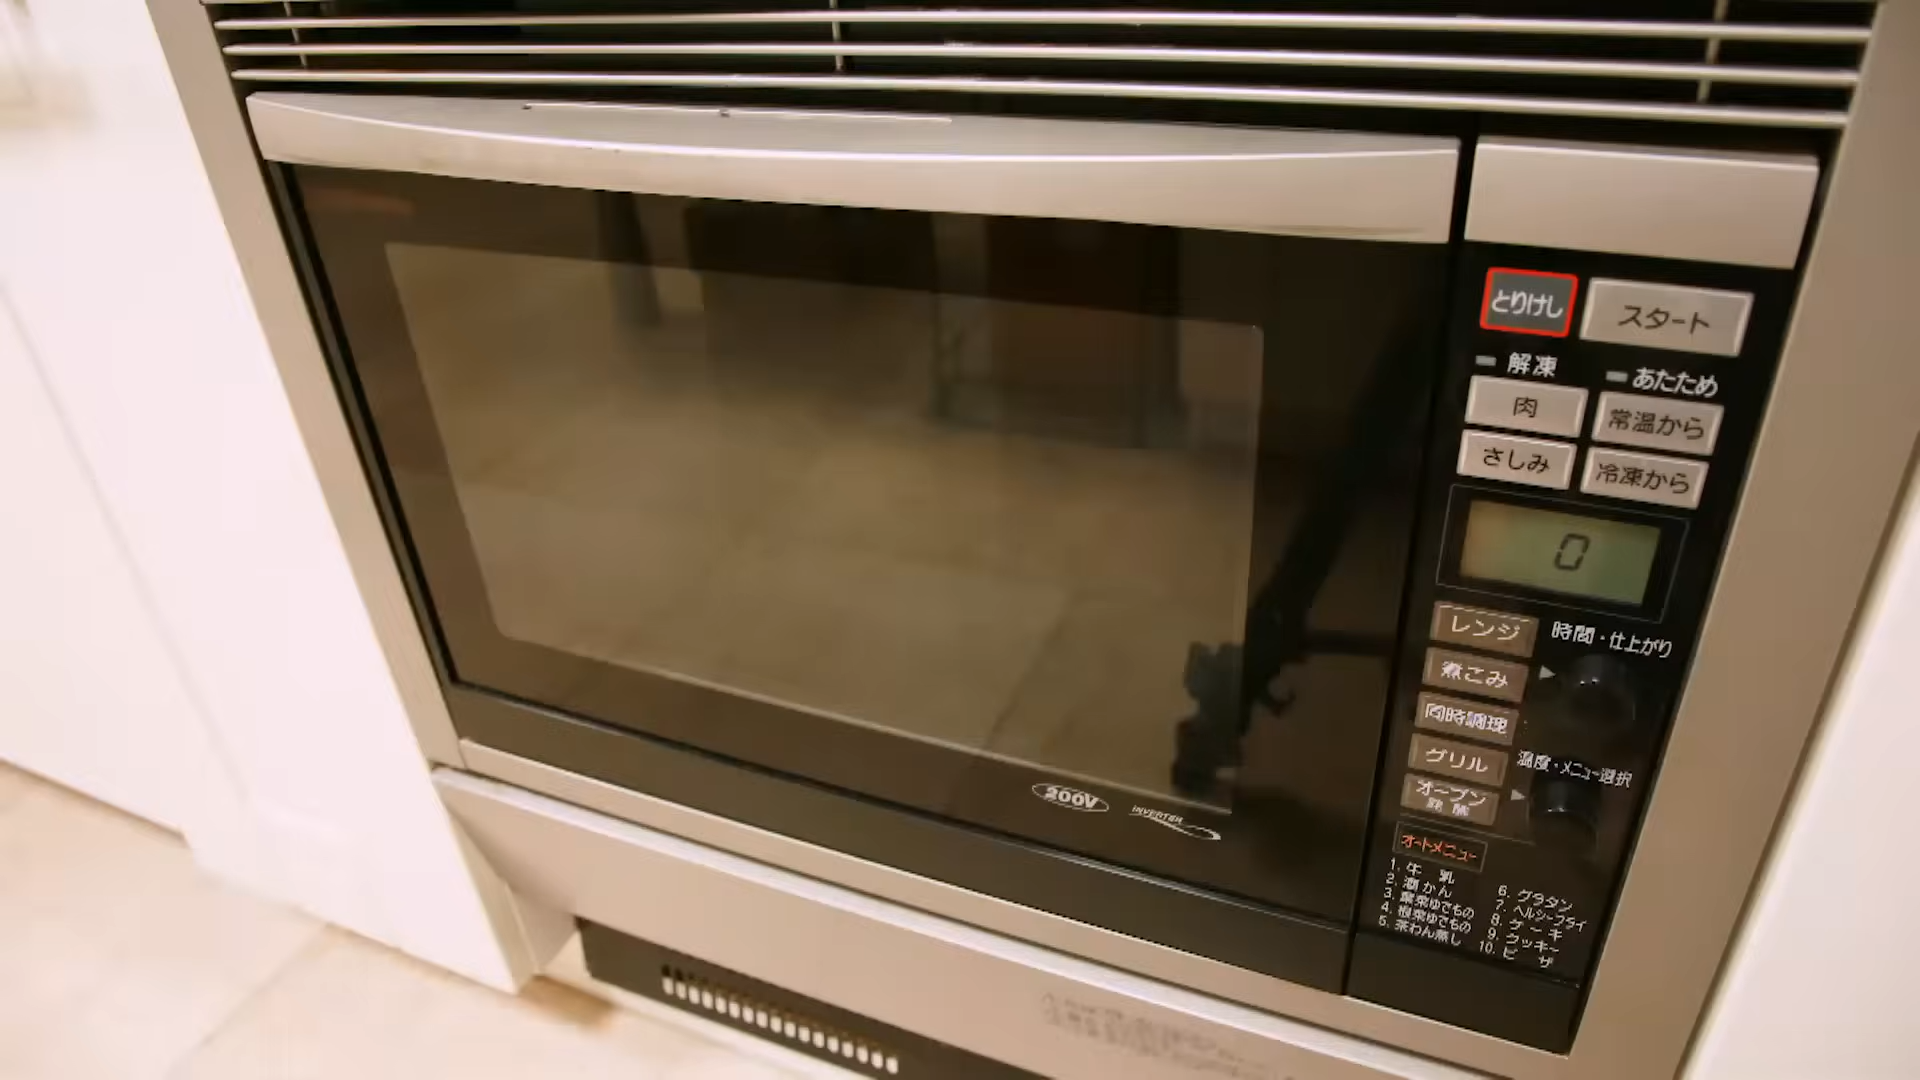 とりけし
スタート
解凍
あたため
肉
常温から
さしみ
冷凍から
0
レンジ
時間・仕上がり
煮こみ
同時調理
グリル
温度・メニュー選択
オーブン
発酵
200V
INVERTER
オートメニュー
1. 牛 乳
2. 酒かん
3. 葉菜ゆでもの
4. 根菜ゆでもの
5. 茶わん蒸し
6. グラタン
7. ヘルシーフライ
8. ケーキ
9. クッキー
10. ピ ザ